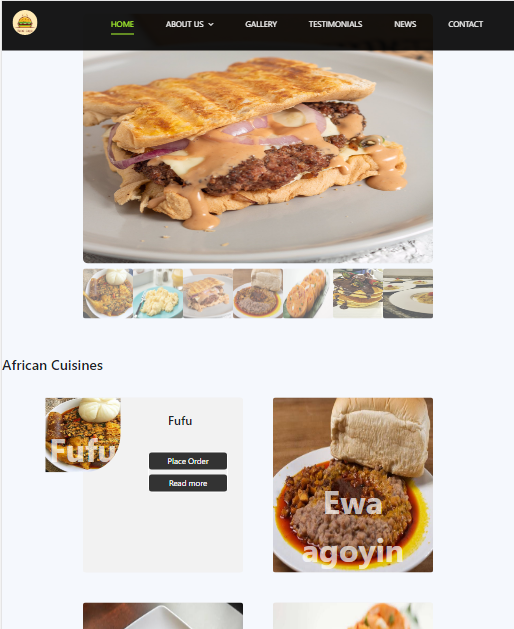 HOME ABOUT US GALLERY TESTIMONIALS NEWS CONTACT
African Cuisines
Fufu
Fufu
Place Order
Read more
Ewa
agoyin